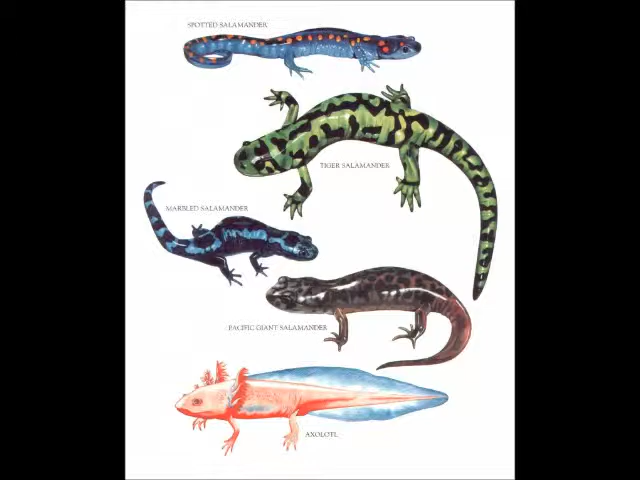 SPOTTED SALAMANDER
TIGER SALAMANDER
MARBLED SALAMANDER
PACIFIC GIANT SALAMANDER
AXOLOTL